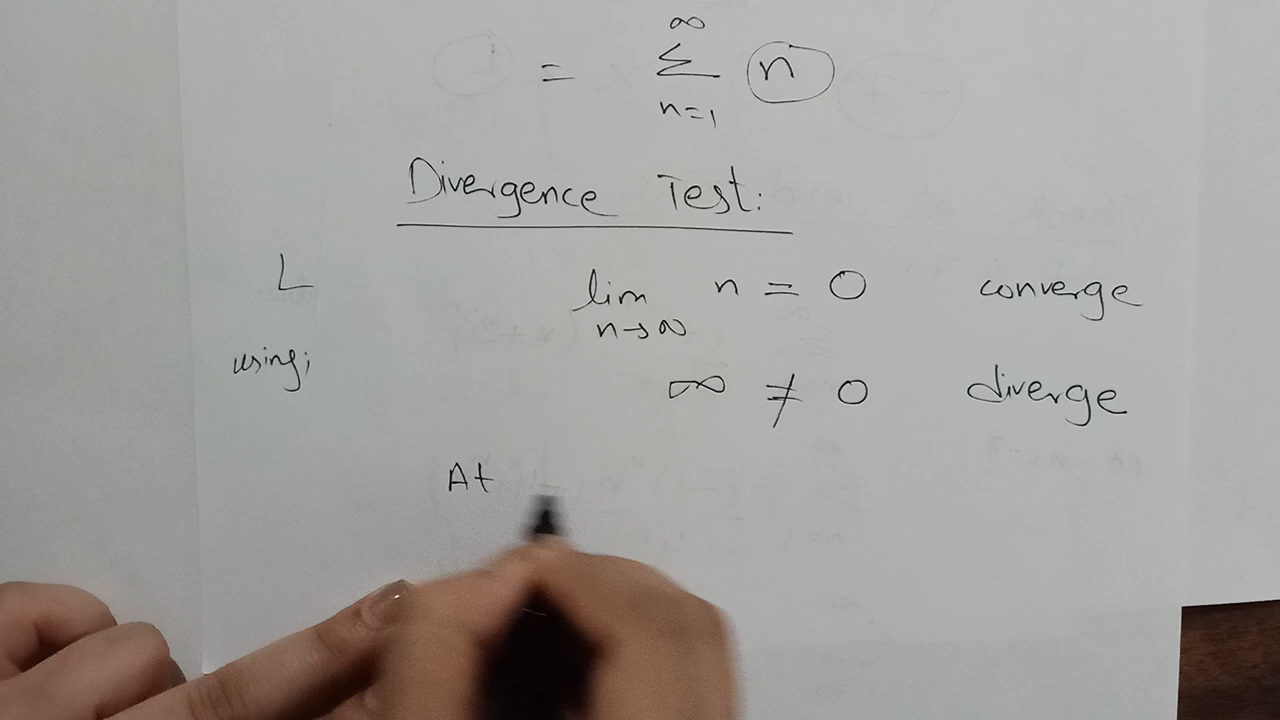 = ∞ Σ n=1 n
Divergence Test:
L
lim n→∞ n = 0 converge
using;
∞ ≠ 0 diverge
At